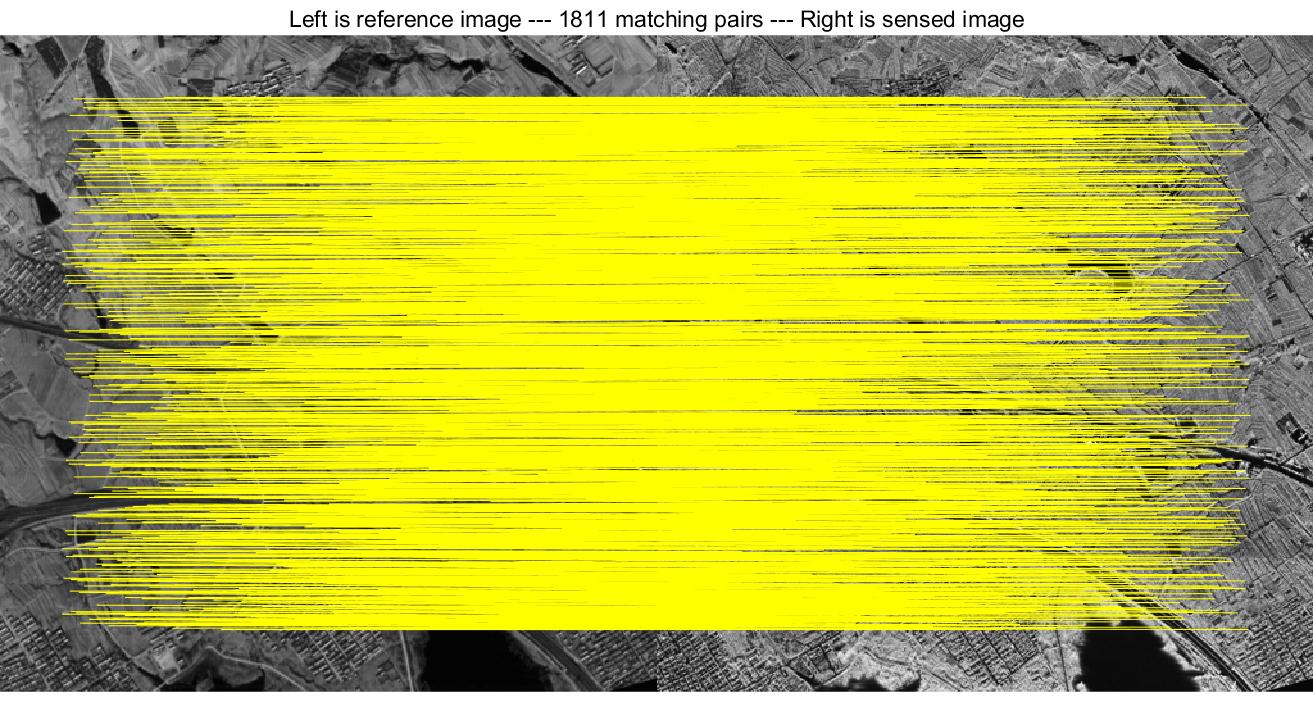 Left is reference image --- 1811 matching pairs --- Right is sensed image